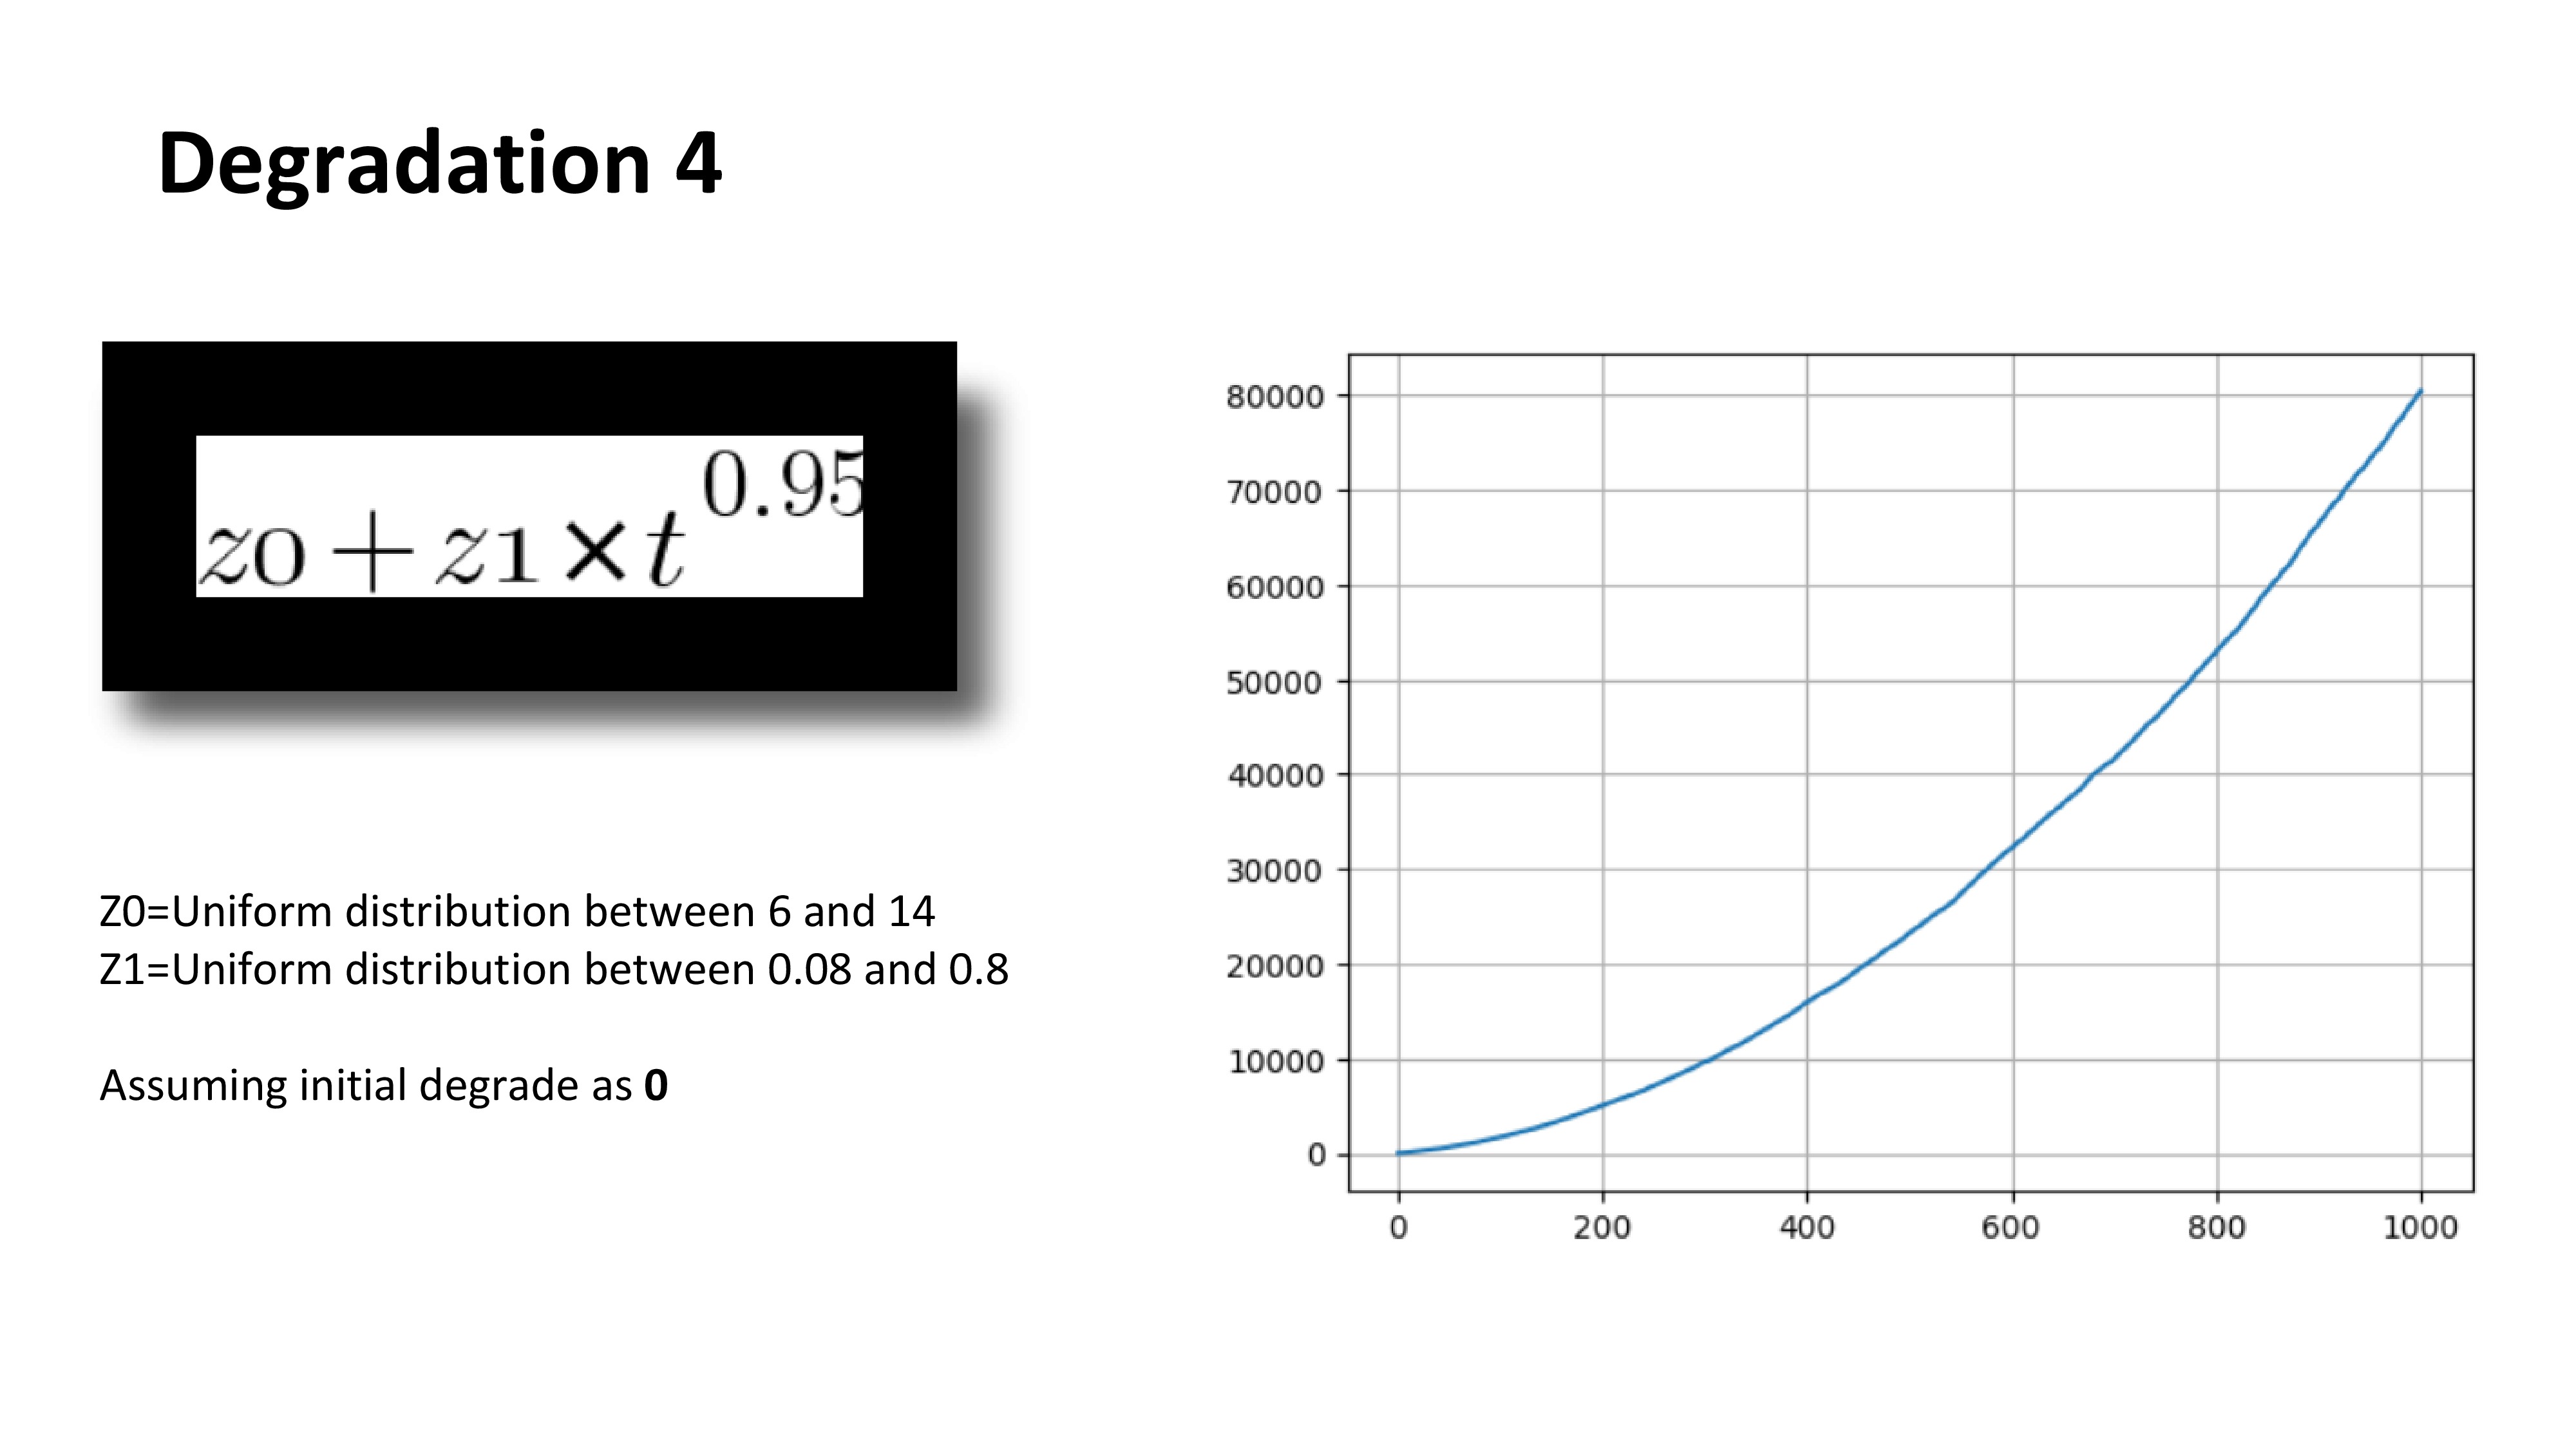 Degradation 4
z0 + z1 × t^0.95
Z0=Uniform distribution between 6 and 14
Z1=Uniform distribution between 0.08 and 0.8
Assuming initial degrade as 0
80000
70000
60000
50000
40000
30000
20000
10000
0
0 200 400 600 800 1000